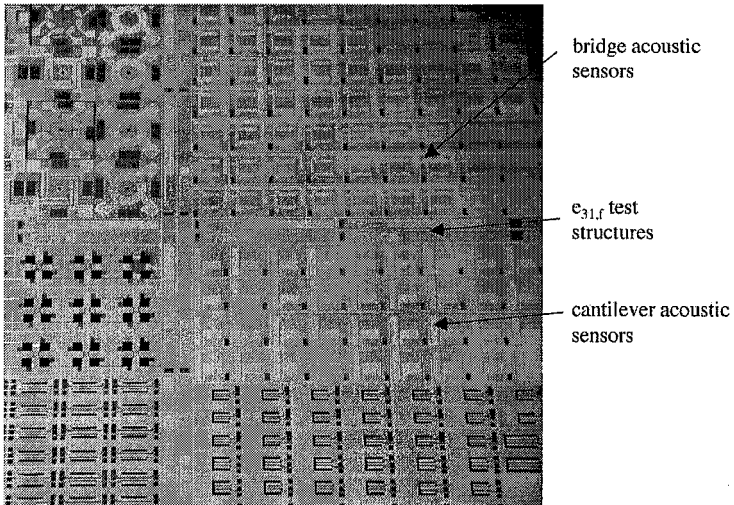 bridge acoustic
sensors
e31,f test
structures
cantilever acoustic
sensors